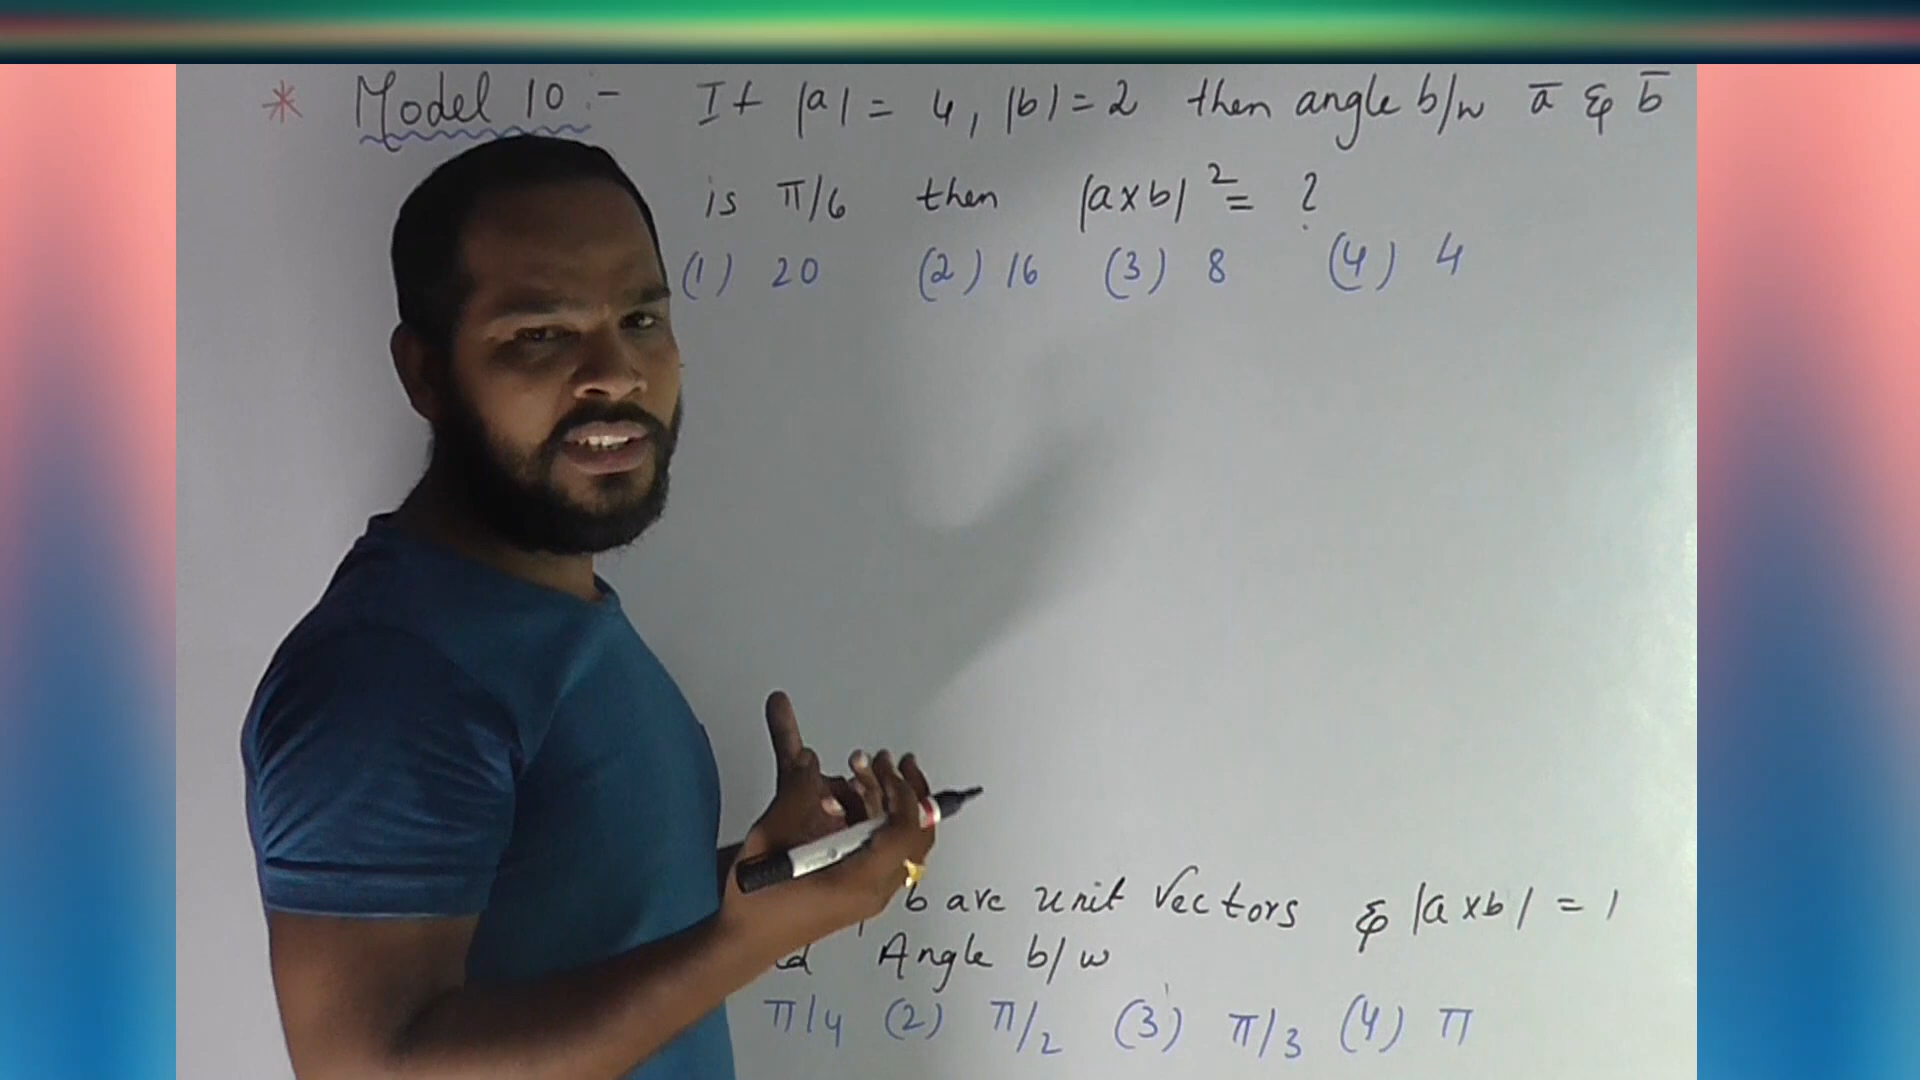 * Model 10 :- If |a| = 4, |b| = 2 then angle b/w a̅ & b̅
is π/6 then |a×b|² = ?
(1) 20 (2) 16 (3) 8 (4) 4
b are unit vectors & |a×b| = 1
Angle b/w
π/4 (2) π/2 (3) π/3 (4) π